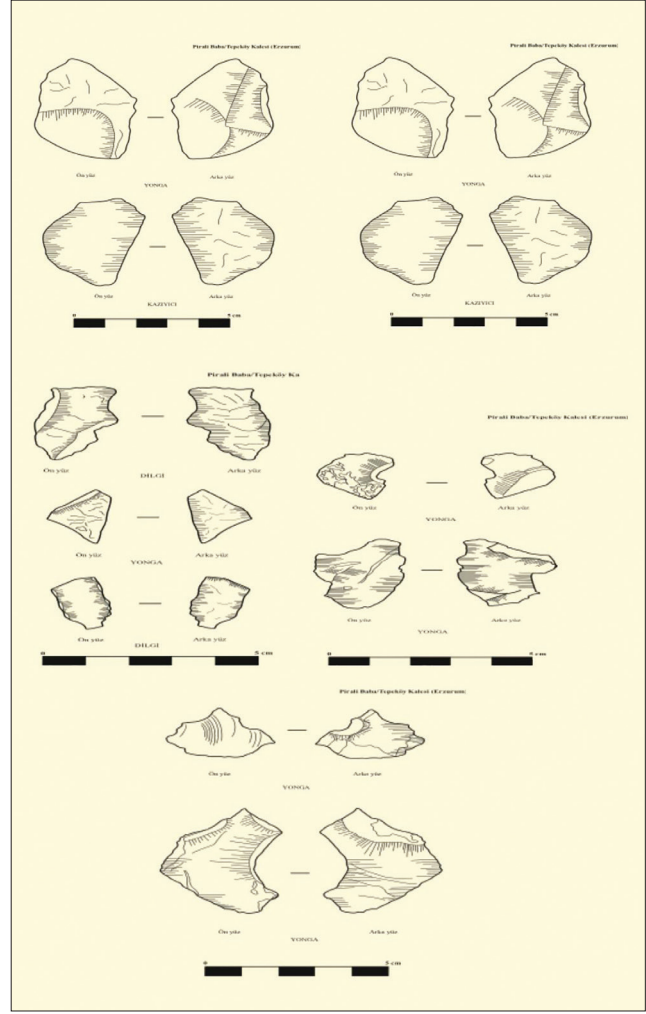 Pirali Baba/Tepeköy Kalesi (Erzurum)
Ön yüz Arka yüz
YONGA
Ön yüz Arka yüz
KAZIYICI
0 5 cm
Pirali Baba/Tepeköy Kalesi (Erzurum)
Ön yüz Arka yüz
YONGA
Ön yüz Arka yüz
KAZIYICI
0 5 cm
Pirali Baba/Tepeköy Ka
Ön yüz Arka yüz
DİLGİ
Ön yüz Arka yüz
YONGA
Ön yüz Arka yüz
DİLGİ
0 5 cm
Pirali Baba/Tepeköy Kalesi (Erzurum)
Ön yüz Arka yüz
YONGA
Ön yüz Arka yüz
YONGA
0 5 cm
Pirali Baba/Tepeköy Kalesi (Erzurum)
Ön yüz Arka yüz
YONGA
Ön yüz Arka yüz
YONGA
0 5 cm